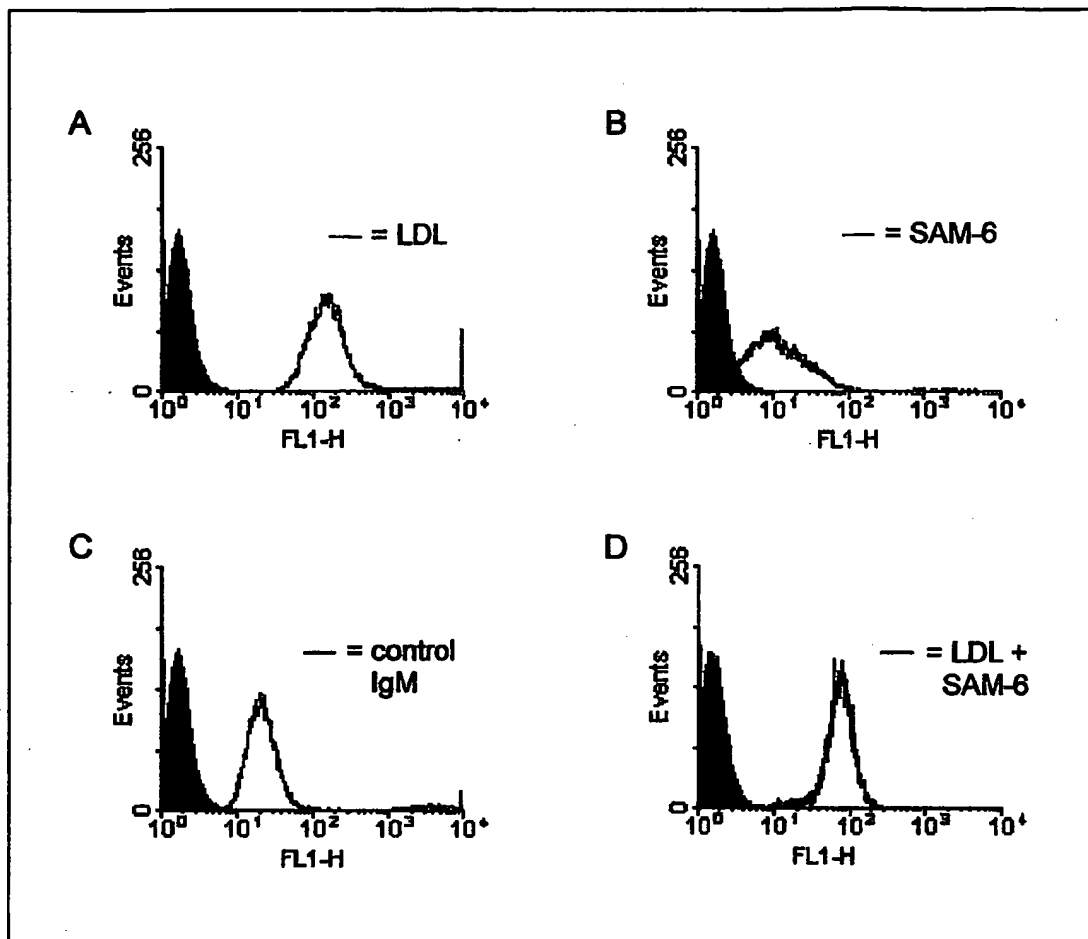 A
256
Events
0
— = LDL
10⁰ 10¹ 10² 10³ 10⁴
FL1-H
B
256
Events
0
— = SAM-6
10⁰ 10¹ 10² 10³ 10⁴
FL1-H
C
256
Events
0
— = control
IgM
10⁰ 10¹ 10² 10³ 10⁴
FL1-H
D
256
Events
0
— = LDL +
SAM-6
10⁰ 10¹ 10² 10³ 10⁴
FL1-H